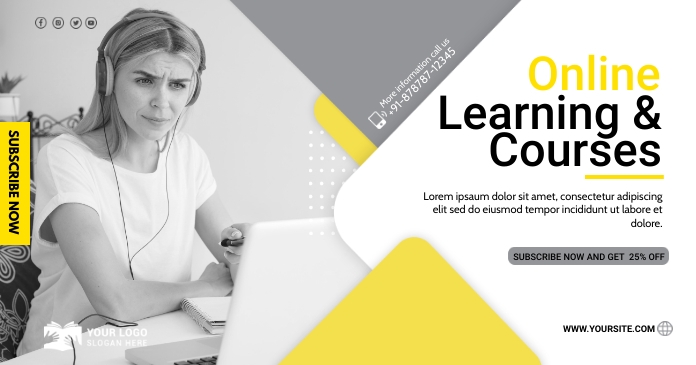 SUBSCRIBE NOW
More information call us
+91-878787-12345
Online
Learning &
Courses
Lorem ipsaum dolor sit amet, consectetur adipiscing
elit sed do eiusmod tempor incididunt ut labore et
dolore.
SUBSCRIBE NOW AND GET 25% OFF
YOUR LOGO
SLOGAN HERE
WWW.YOURSITE.COM